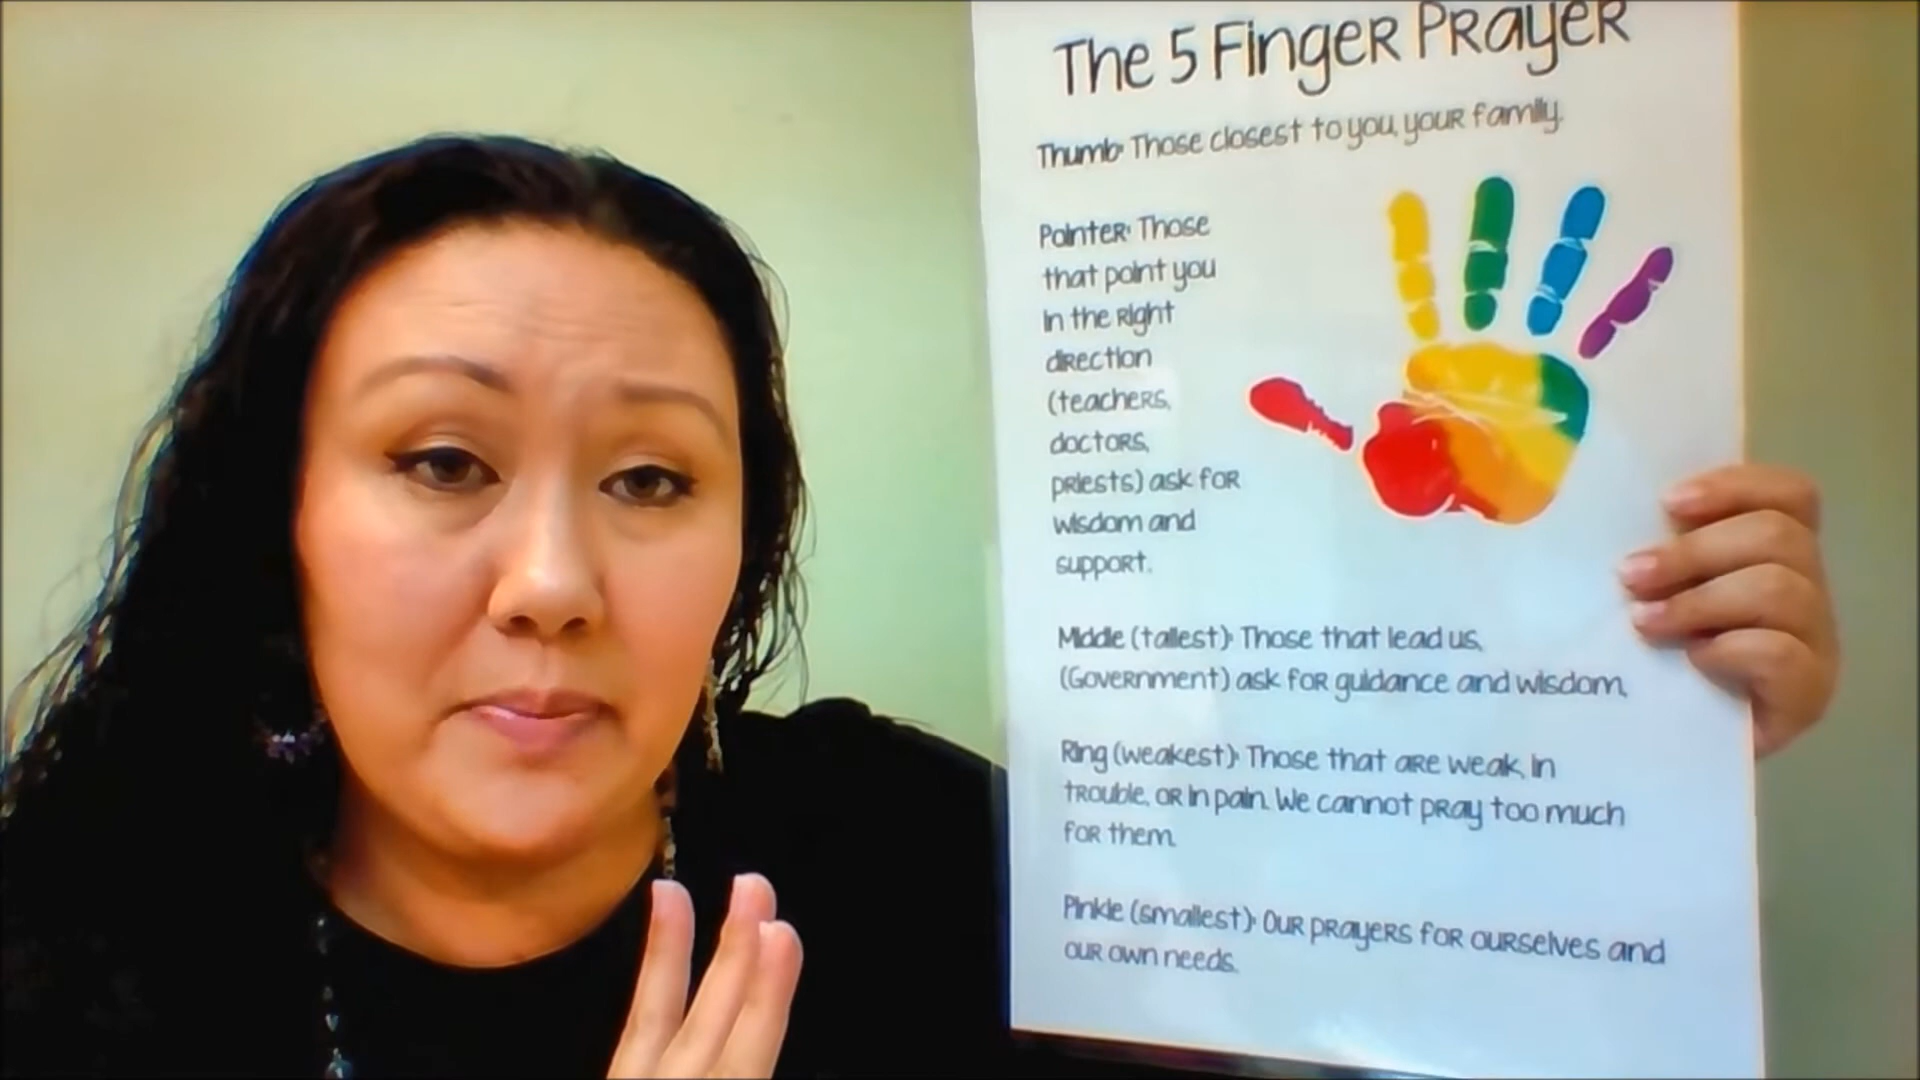 The 5 Finger Prayer
Thumb: Those closest to you, your family.
Pointer: Those
that point you
in the right
direction
(teachers,
doctors,
priests) ask for
wisdom and
support.
Middle (tallest): Those that lead us,
(Government) ask for guidance and wisdom,
Ring (weakest): Those that are weak, in
trouble, or in pain. We cannot pray too much
for them.
Pinkie (smallest): Our prayers for ourselves and
our own needs.